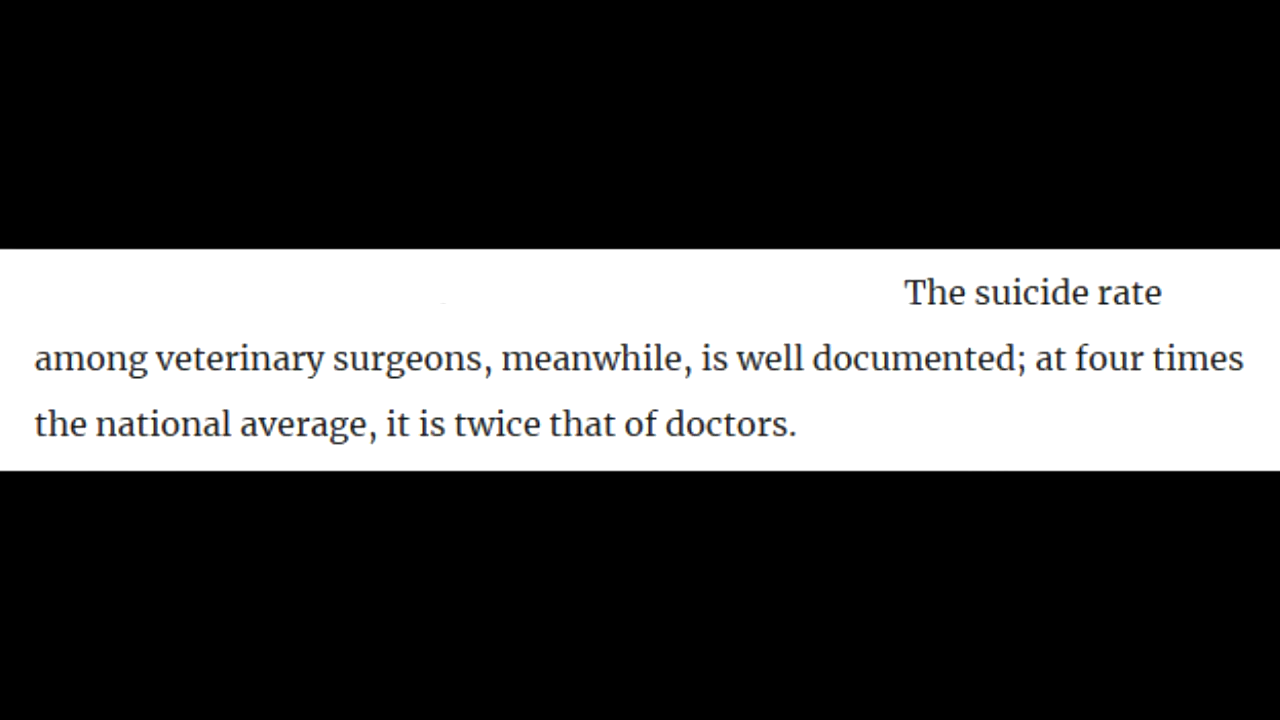 The suicide rate
among veterinary surgeons, meanwhile, is well documented; at four times
the national average, it is twice that of doctors.